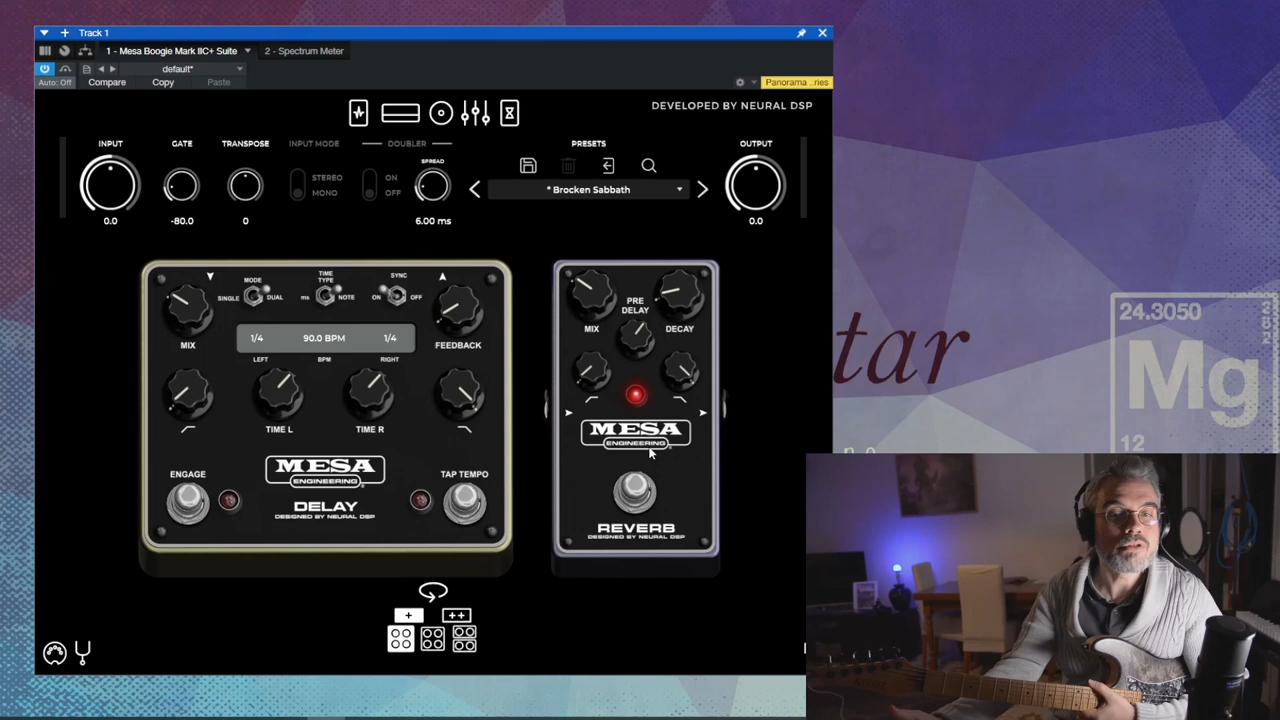 Track 1
1 - Mesa Boogie Mark IIC+ Suite
2 - Spectrum Meter
default*
Auto: Off
Compare
Copy
Paste
Panorama ...ries
DEVELOPED BY NEURAL DSP
INPUT
GATE
TRANSPOSE
INPUT MODE
DOUBLER
PRESETS
OUTPUT
SPREAD
STEREO
MONO
ON
OFF
* Brocken Sabbath
0.0
-80.0
0
6.00 ms
0.0
MODE
SINGLE
DUAL
TIME
TYPE
ms
NOTE
SYNC
ON
OFF
MIX
1/4
90.0 BPM
1/4
FEEDBACK
LEFT
BPM
RIGHT
TIME L
TIME R
ENGAGE
MESA
ENGINEERING
TAP TEMPO
DELAY
DESIGNED BY NEURAL DSP
PRE
DELAY
MIX
DECAY
MESA
ENGINEERING
REVERB
DESIGNED BY NEURAL DSP
+
++
tar
24.3050
Mg
12